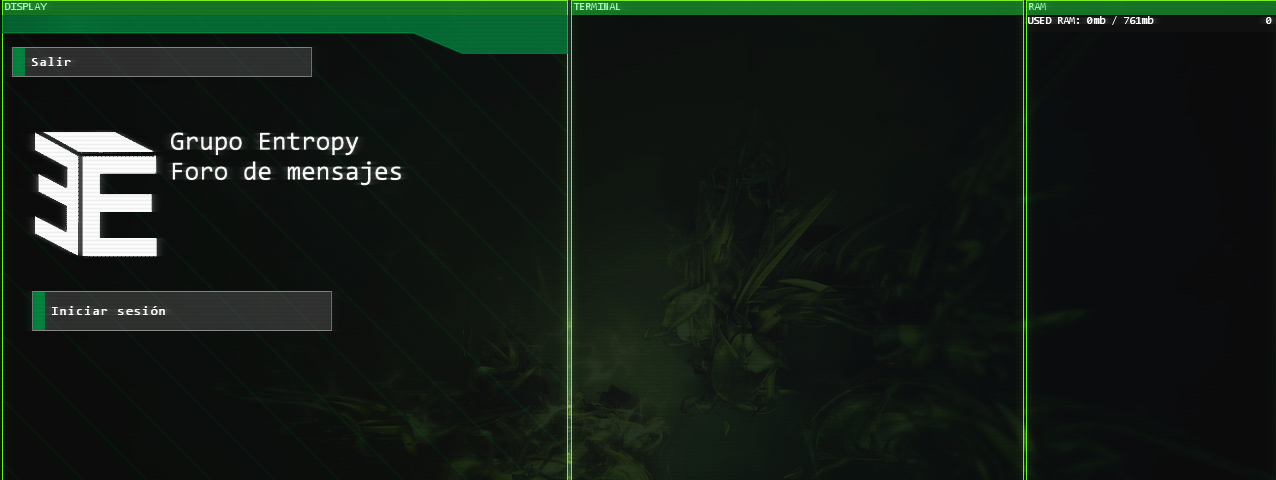 DISPLAY
Salir
Grupo Entropy
Foro de mensajes
Iniciar sesión
TERMINAL
RAM
USED RAM: 0mb / 761mb 0